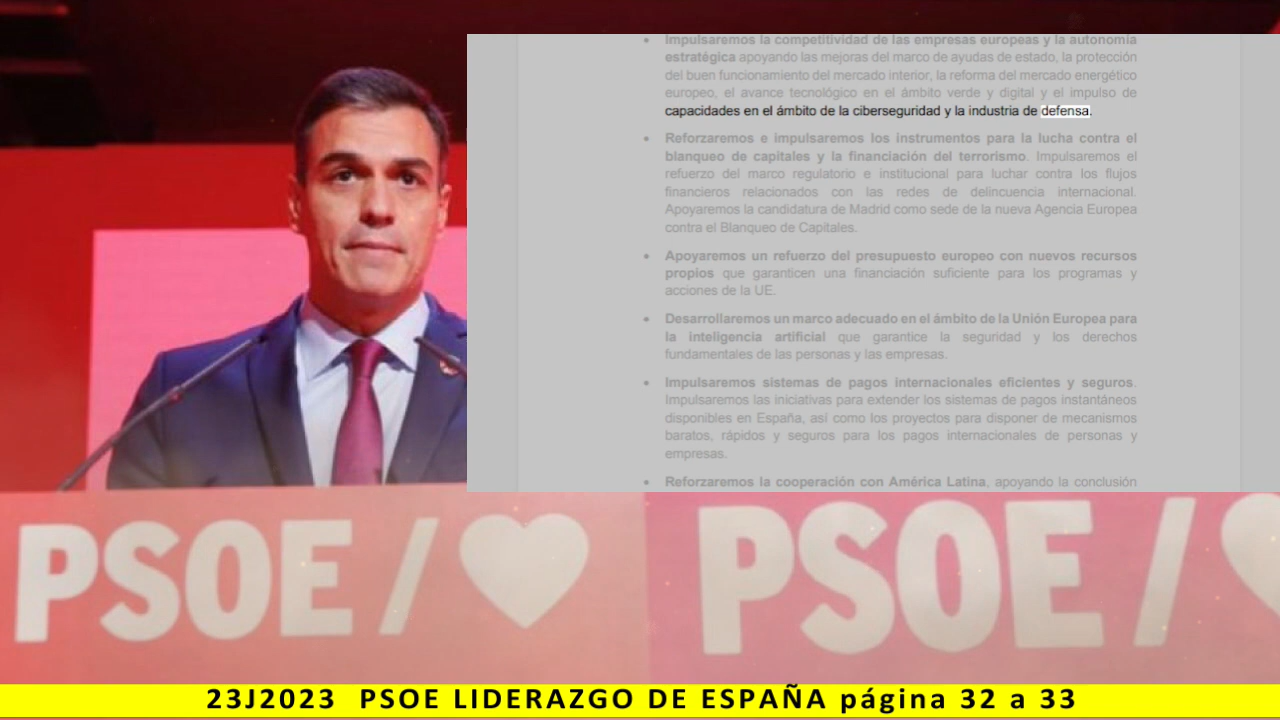 Impulsaremos la competitividad de las empresas europeas y la autonomía
estratégica apoyando las mejoras del marco de ayudas de estado, la protección
del buen funcionamiento del mercado interior, la reforma del mercado energético
europeo, el avance tecnológico en el ámbito verde y digital y el impulso de
capacidades en el ámbito de la ciberseguridad y la industria de defensa.
Reforzaremos e impulsaremos los instrumentos para la lucha contra el
blanqueo de capitales y la financiación del terrorismo. Impulsaremos el
refuerzo del marco regulatorio e institucional para luchar contra los flujos
financieros relacionados con las redes de delincuencia internacional.
Apoyaremos la candidatura de Madrid como sede de la nueva Agencia Europea
contra el Blanqueo de Capitales.
Apoyaremos un refuerzo del presupuesto europeo con nuevos recursos
propios que garanticen una financiación suficiente para los programas y
acciones de la UE.
Desarrollaremos un marco adecuado en el ámbito de la Unión Europea para
la inteligencia artificial que garantice la seguridad y los derechos
fundamentales de las personas y las empresas.
Impulsaremos sistemas de pagos internacionales eficientes y seguros.
Impulsaremos las iniciativas para extender los sistemas de pagos instantáneos
disponibles en España, así como los proyectos para disponer de mecanismos
baratos, rápidos y seguros para los pagos internacionales de personas y
empresas.
Reforzaremos la cooperación con América Latina, apoyando la conclusión
PSOE/
PSOE/
23J2023 PSOE LIDERAZGO DE ESPAÑA página 32 a 33